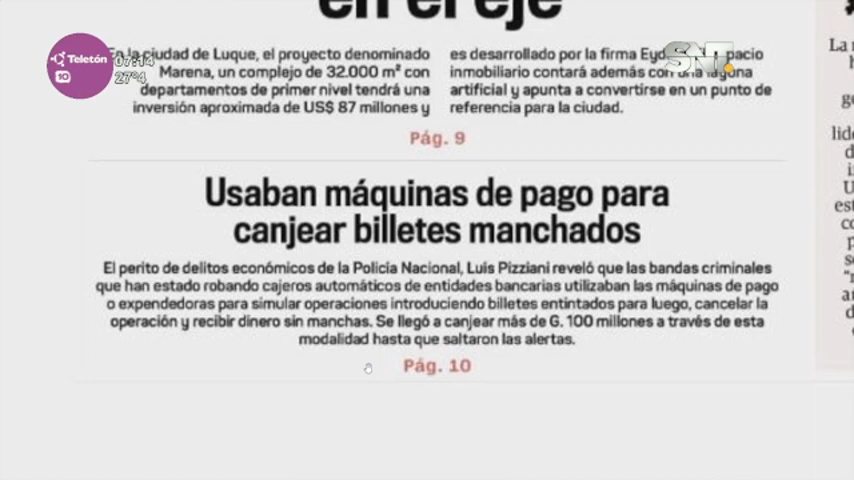 en el eje
Teletón
10
07:14
27°4
SNT
En la ciudad de Luque, el proyecto denominado
Marena, un complejo de 32.000 m² con
departamentos de primer nivel tendrá una
inversión aproximada de US$ 87 millones y
es desarrollado por la firma
inmobiliario contará además con una laguna
artificial y apunta a convertirse en un punto de
referencia para la ciudad.
Pág. 9
Usaban máquinas de pago para
canjear billetes manchados
El perito de delitos económicos de la Policía Nacional, Luis Pizziani reveló que las bandas criminales
que han estado robando cajeros automáticos de entidades bancarias utilizaban las máquinas de pago
o expendedoras para simular operaciones introduciendo billetes entintados para luego, cancelar la
operación y recibir dinero sin manchas. Se llegó a canjear más de G. 100 millones a través de esta
modalidad hasta que saltaron las alertas.
Pág. 10
La